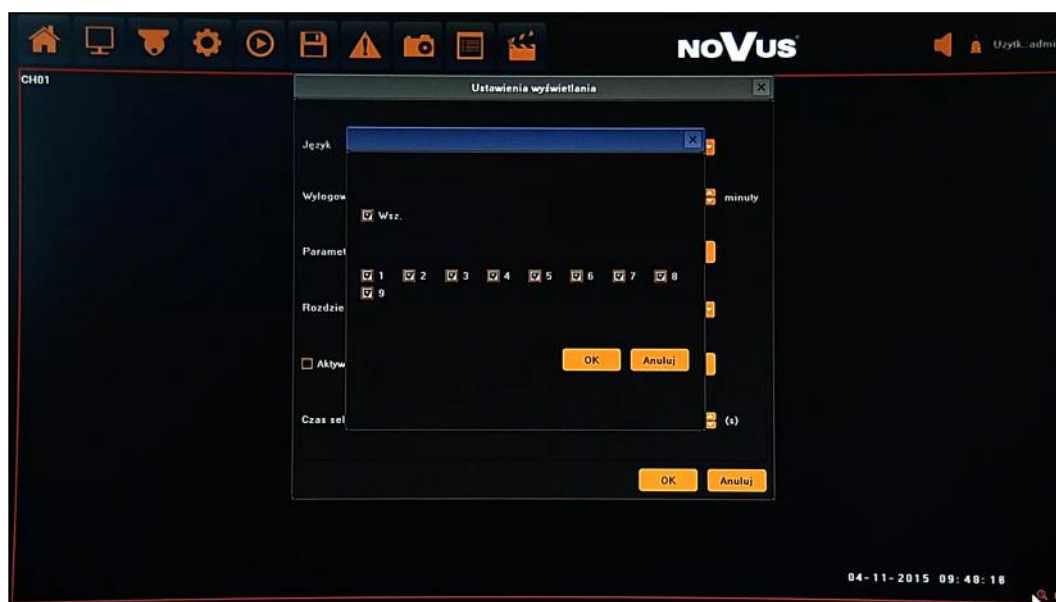 NOVUS
Użytk.:admi
CH01
Ustawienia wyświetlania
Język
Wylogow
minuty
Wsz.
Paramet
1 2 3 4 5 6 7 8
9
Rozdzie
OK Anuluj
Aktyw
Czas sel
(s)
OK Anuluj
04-11-2015 09:48:16